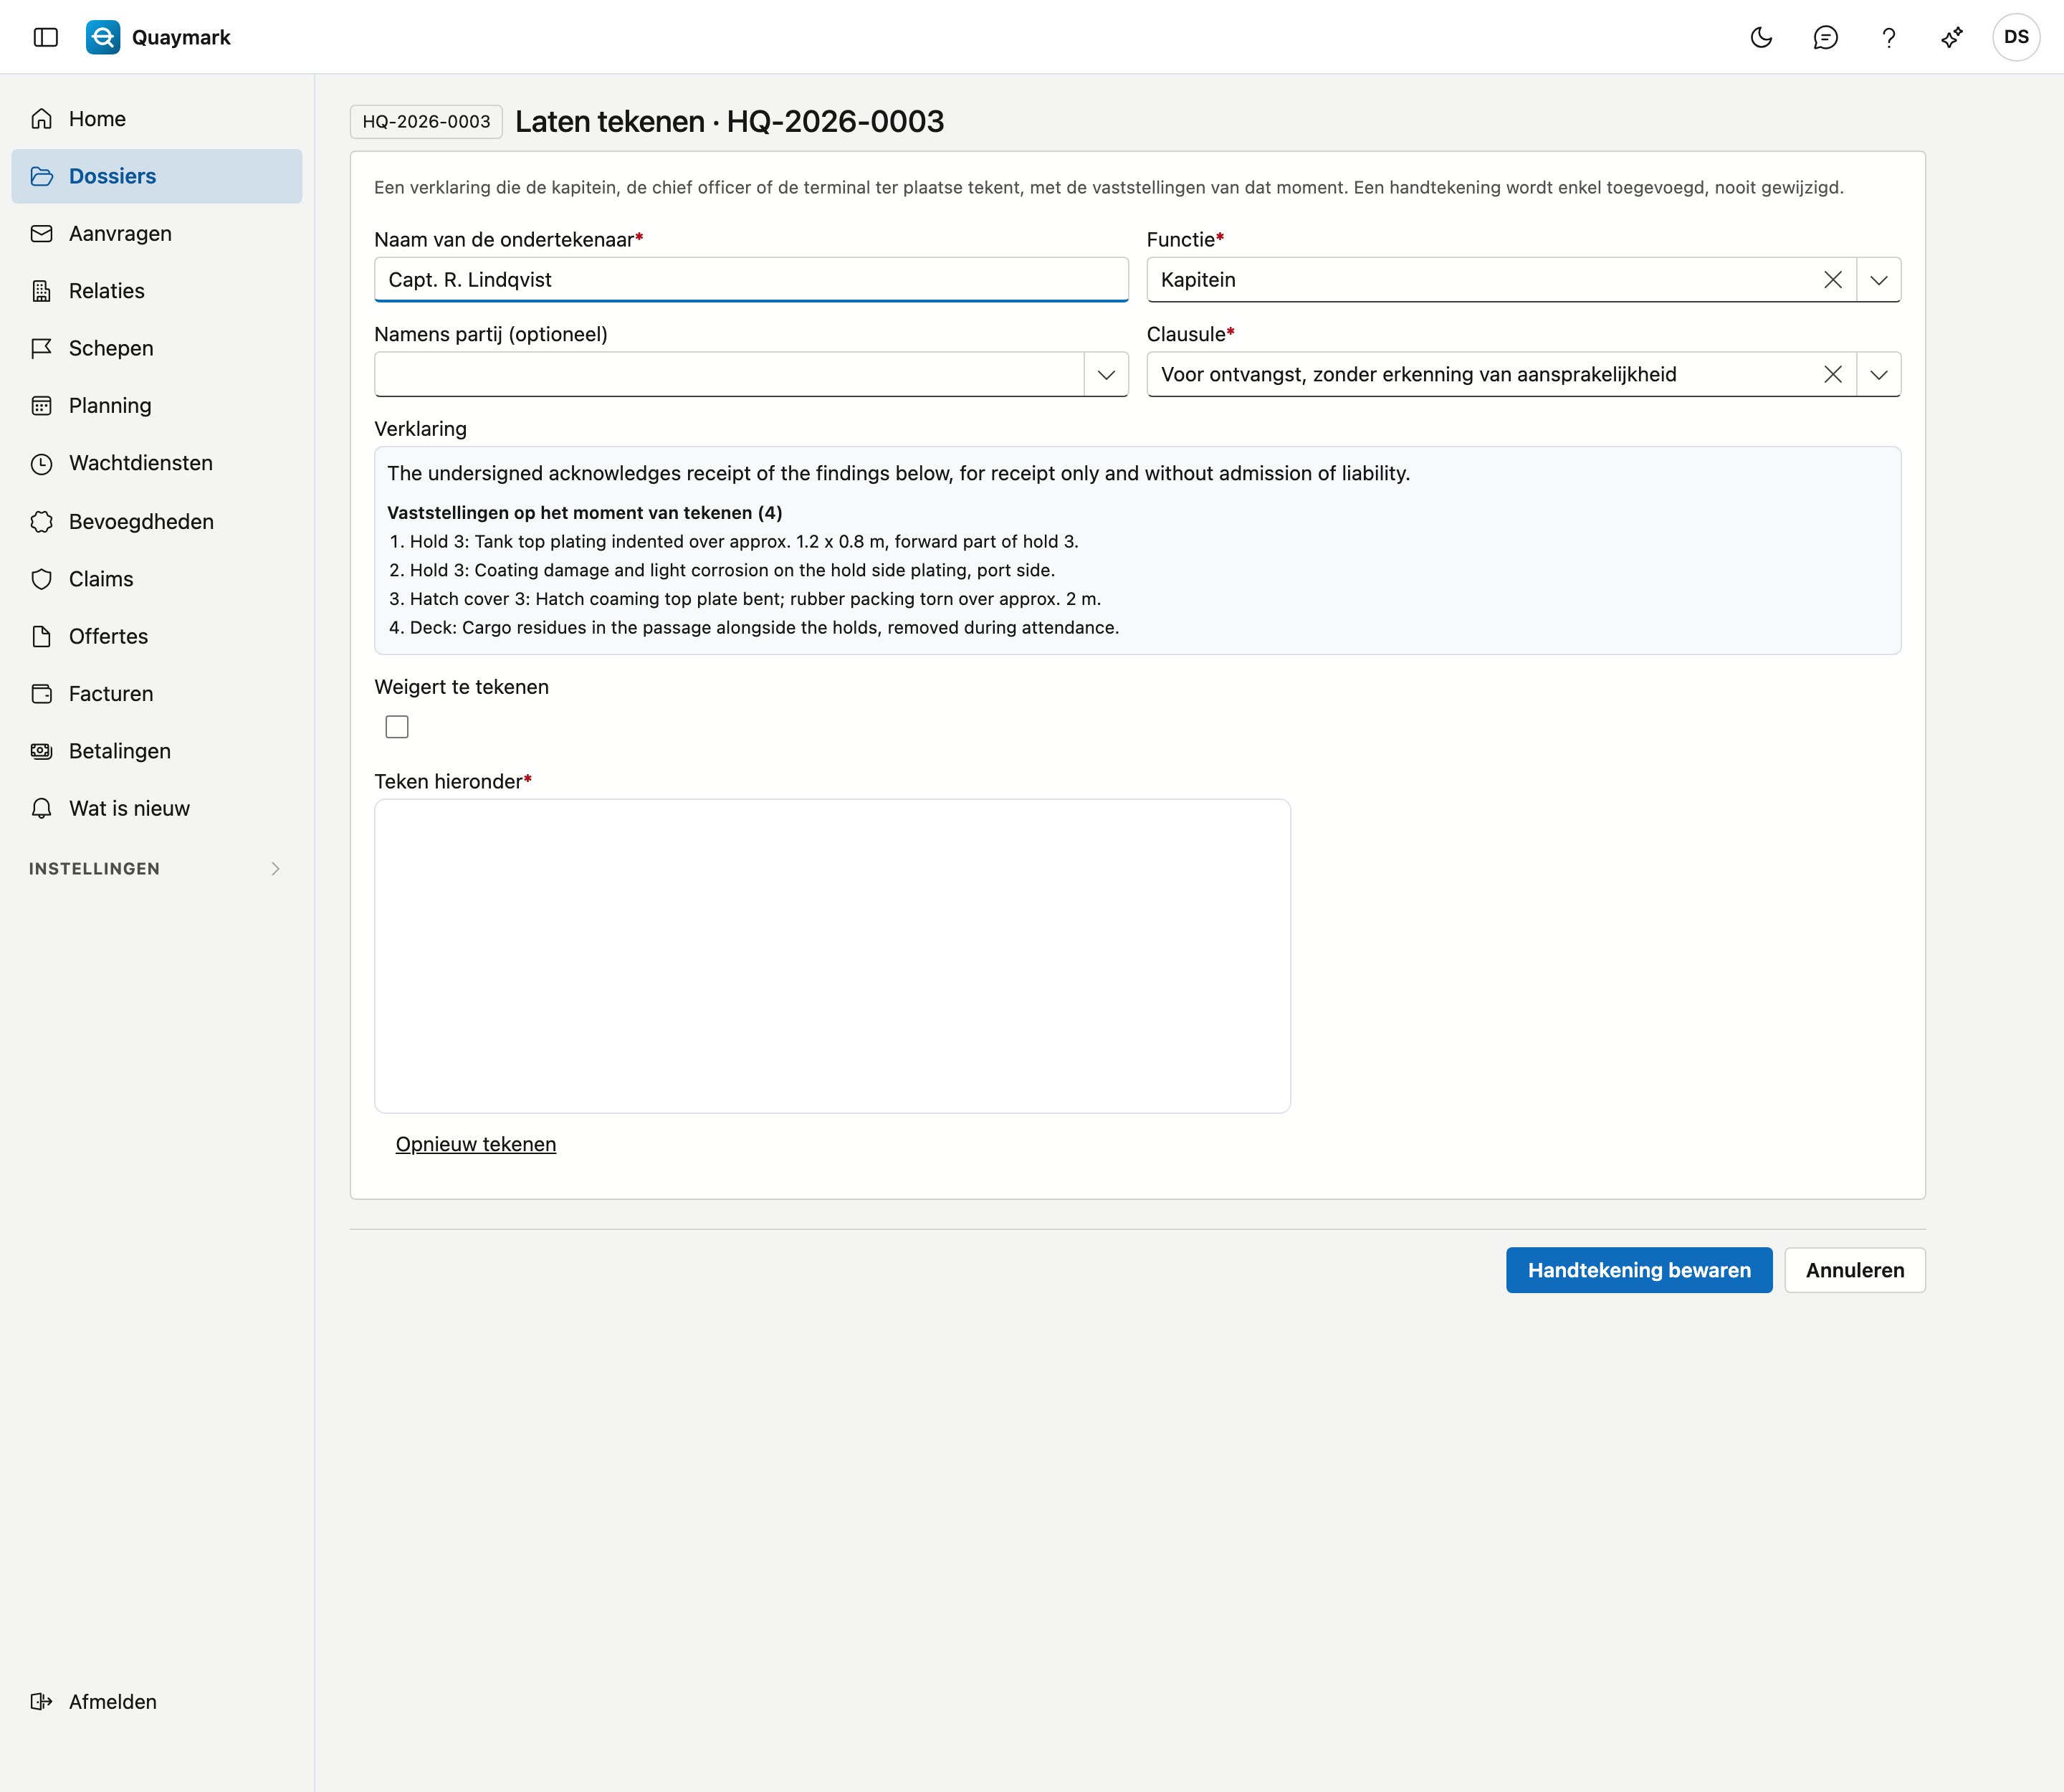 Quaymark
DS
Home
Dossiers
Aanvragen
Relaties
Schepen
Planning
Wachtdiensten
Bevoegdheden
Claims
Offertes
Facturen
Betalingen
Wat is nieuw
INSTELLINGEN
Afmelden
HQ-2026-0003 Laten tekenen · HQ-2026-0003
Een verklaring die de kapitein, de chief officer of de terminal ter plaatse tekent, met de vaststellingen van dat moment. Een handtekening wordt enkel toegevoegd, nooit gewijzigd.
Naam van de ondertekenaar*
Capt. R. Lindqvist
Functie*
Kapitein
Namens partij (optioneel)
Clausule*
Voor ontvangst, zonder erkenning van aansprakelijkheid
Verklaring
The undersigned acknowledges receipt of the findings below, for receipt only and without admission of liability.
Vaststellingen op het moment van tekenen (4)
1. Hold 3: Tank top plating indented over approx. 1.2 x 0.8 m, forward part of hold 3.
2. Hold 3: Coating damage and light corrosion on the hold side plating, port side.
3. Hatch cover 3: Hatch coaming top plate bent; rubber packing torn over approx. 2 m.
4. Deck: Cargo residues in the passage alongside the holds, removed during attendance.
Weigert te tekenen
Teken hieronder*
Opnieuw tekenen
Handtekening bewaren
Annuleren